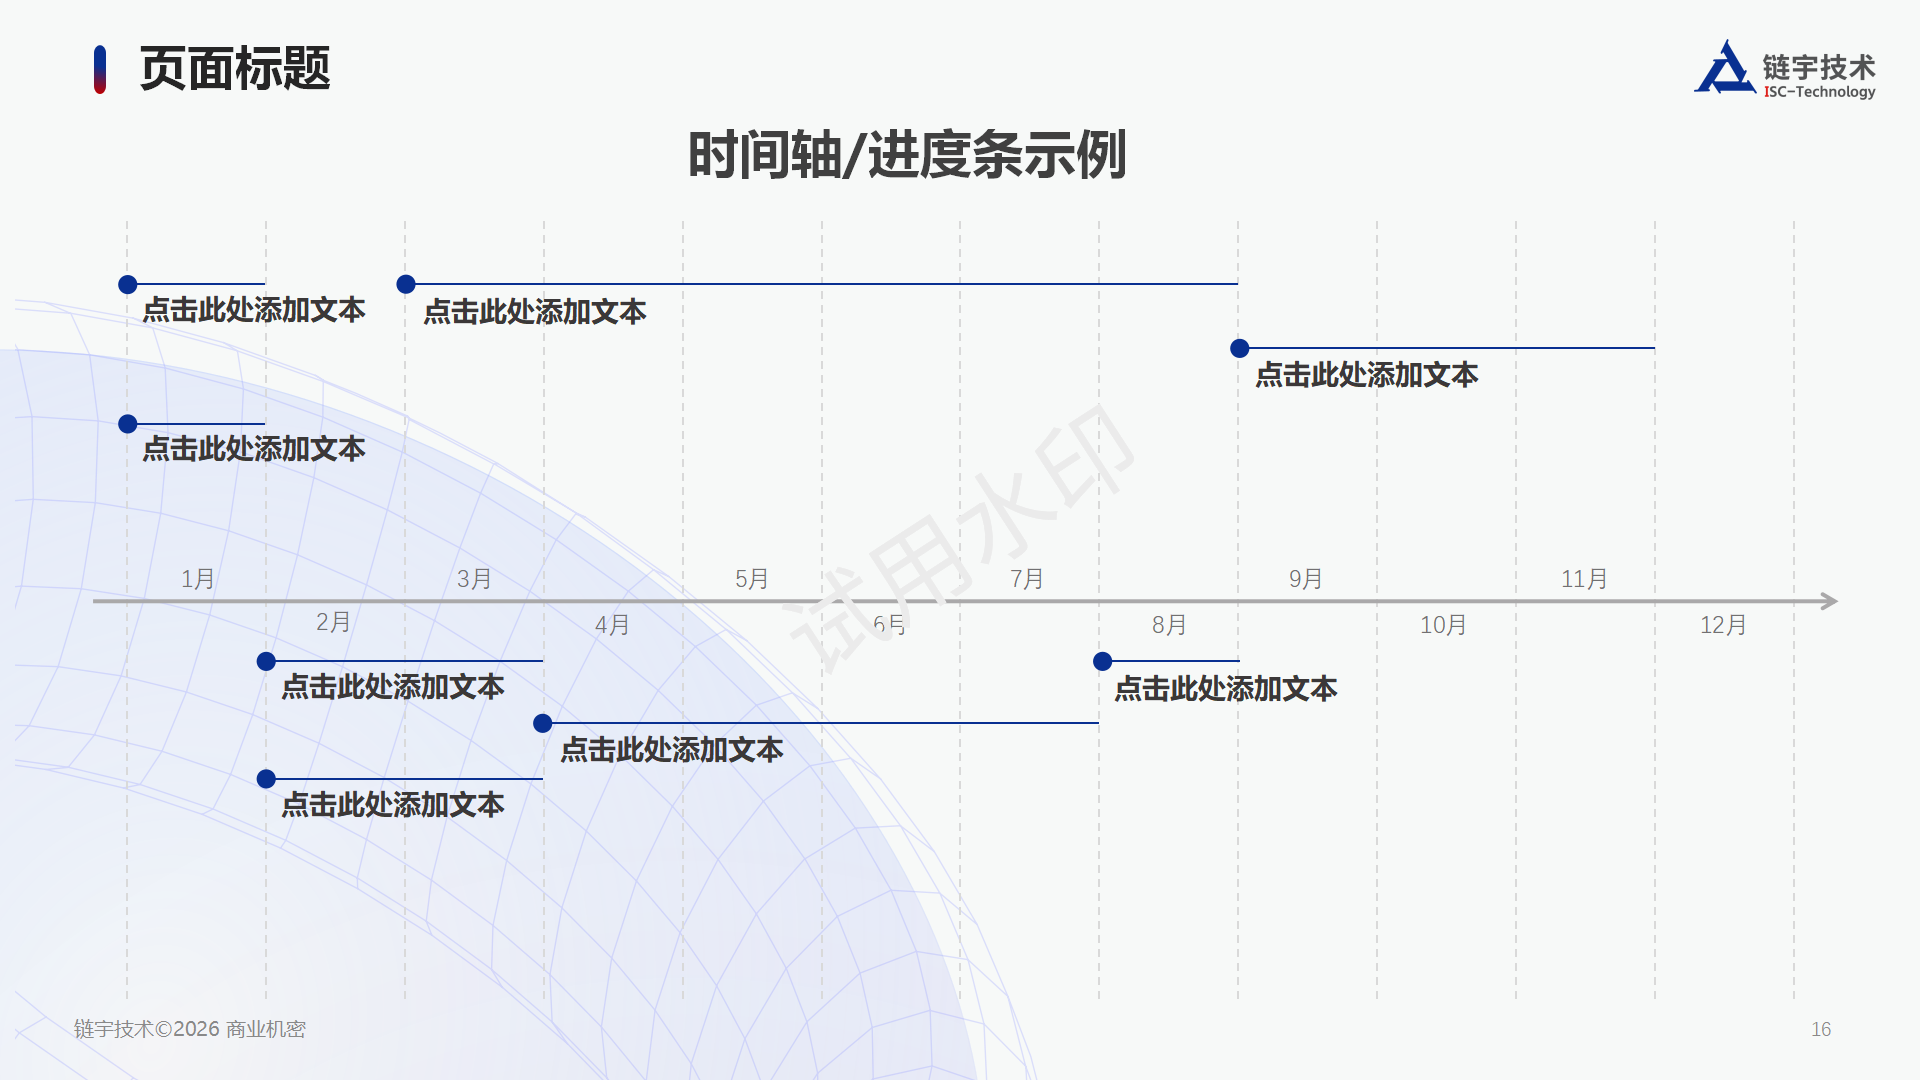 页面标题
链宇技术
ISC-Technology
时间轴/进度条示例
点击此处添加文本
点击此处添加文本
点击此处添加文本
点击此处添加文本
试用水印
1月
3月
5月
7月
9月
11月
2月
4月
6月
8月
10月
12月
点击此处添加文本
点击此处添加文本
点击此处添加文本
点击此处添加文本
链宇技术©2026 商业机密
16